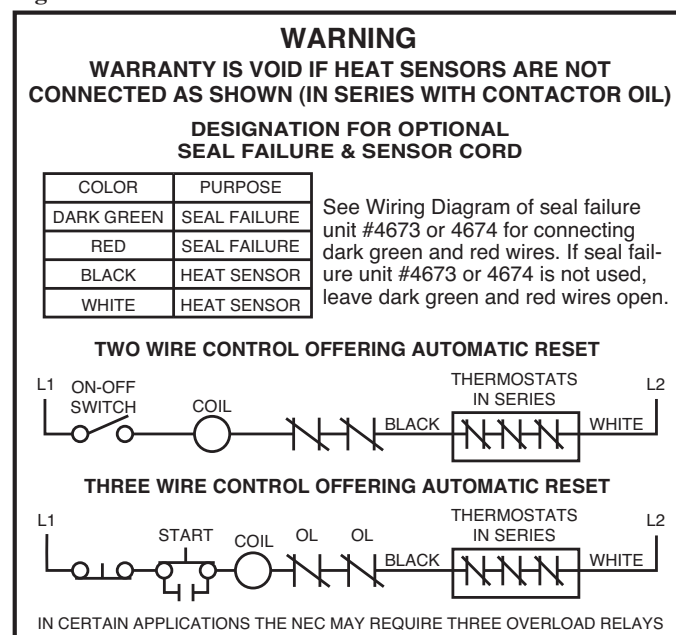 WARNING
WARRANTY IS VOID IF HEAT SENSORS ARE NOT
CONNECTED AS SHOWN (IN SERIES WITH CONTACTOR OIL)
DESIGNATION FOR OPTIONAL
SEAL FAILURE & SENSOR CORD
COLOR PURPOSE
DARK GREEN SEAL FAILURE
RED SEAL FAILURE
BLACK HEAT SENSOR
WHITE HEAT SENSOR
See Wiring Diagram of seal failure
unit #4673 or 4674 for connecting
dark green and red wires. If seal fail-
ure unit #4673 or 4674 is not used,
leave dark green and red wires open.
TWO WIRE CONTROL OFFERING AUTOMATIC RESET
L1 ON-OFF
SWITCH
COIL
BLACK
THERMOSTATS
IN SERIES
WHITE
L2
THREE WIRE CONTROL OFFERING AUTOMATIC RESET
L1
START
COIL
OL
OL
BLACK
THERMOSTATS
IN SERIES
WHITE
L2
IN CERTAIN APPLICATIONS THE NEC MAY REQUIRE THREE OVERLOAD RELAYS